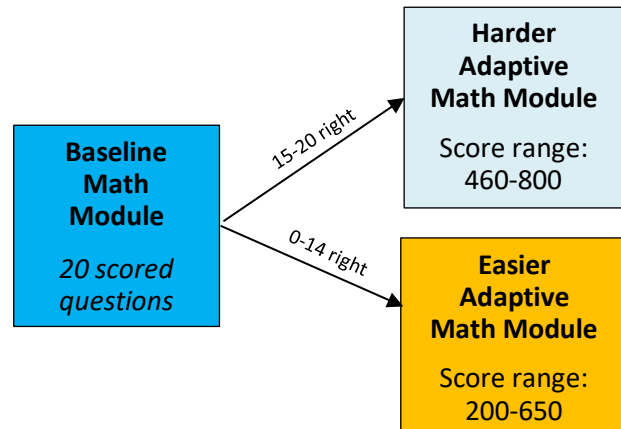 Baseline
Math
Module
20 scored
questions
15-20 right
0-14 right
Harder
Adaptive
Math Module
Score range:
460-800
Easier
Adaptive
Math Module
Score range:
200-650